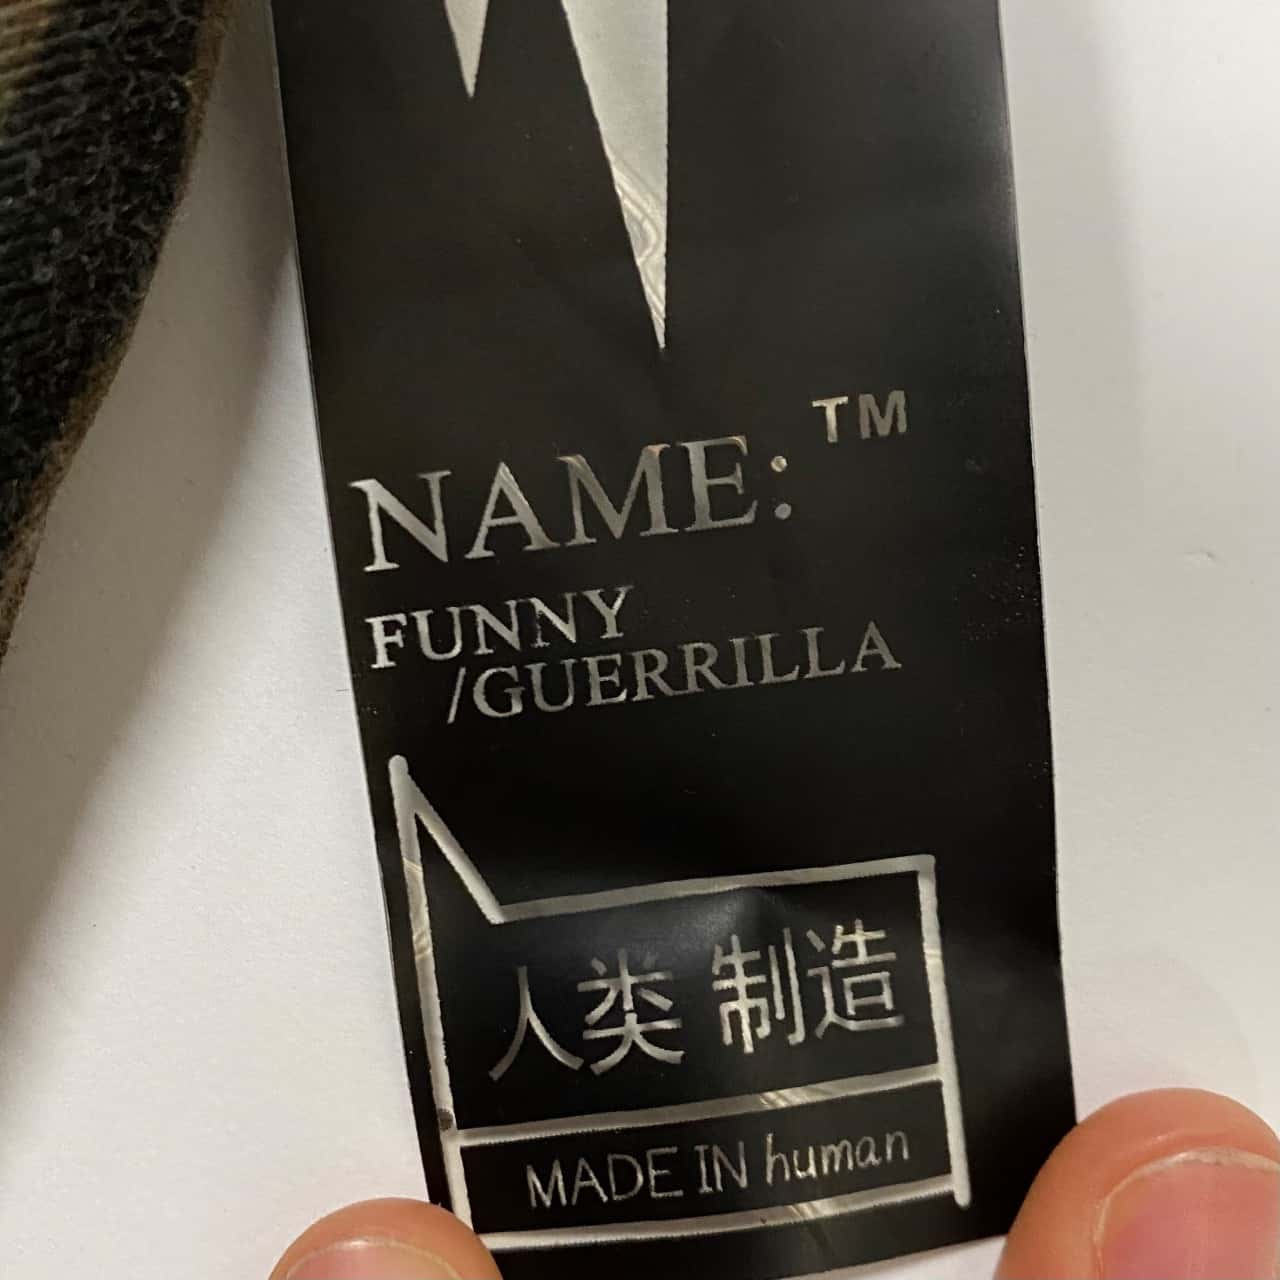 NAME: ™
FUNNY
/GUERRILLA
人类 制造
MADE IN human